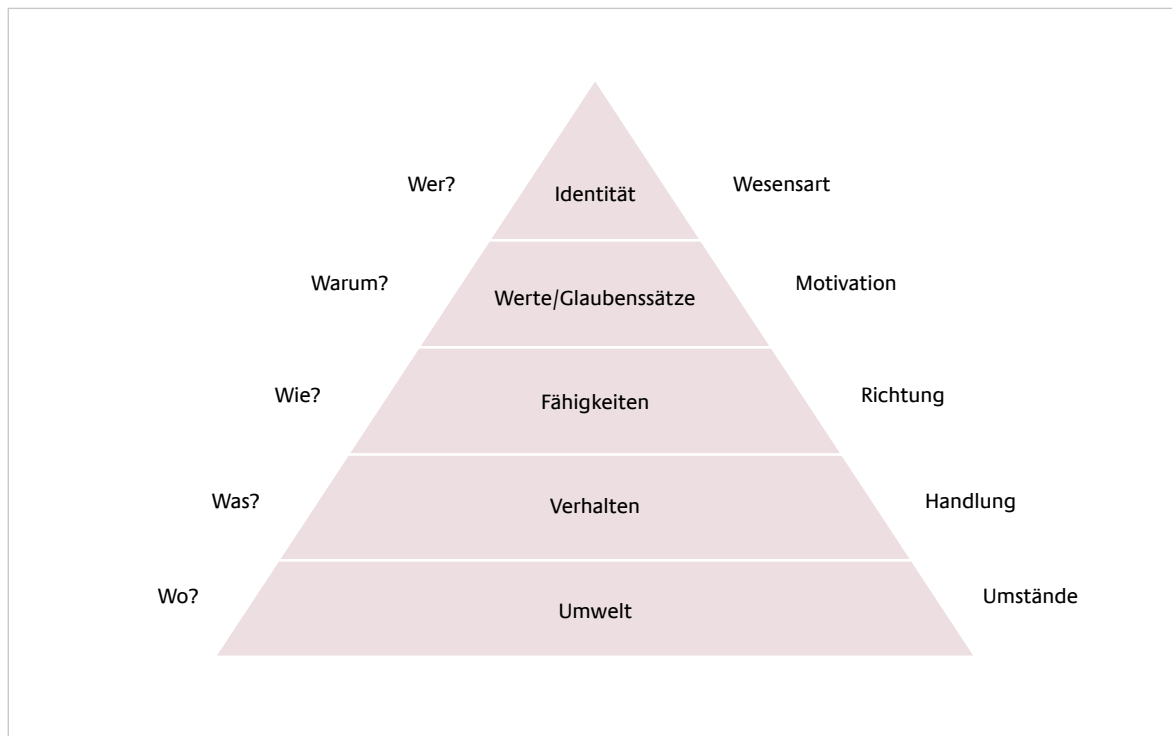 Wer?
Identität
Wesensart
Warum?
Werte/Glaubenssätze
Motivation
Wie?
Fähigkeiten
Richtung
Was?
Verhalten
Handlung
Wo?
Umwelt
Umstände